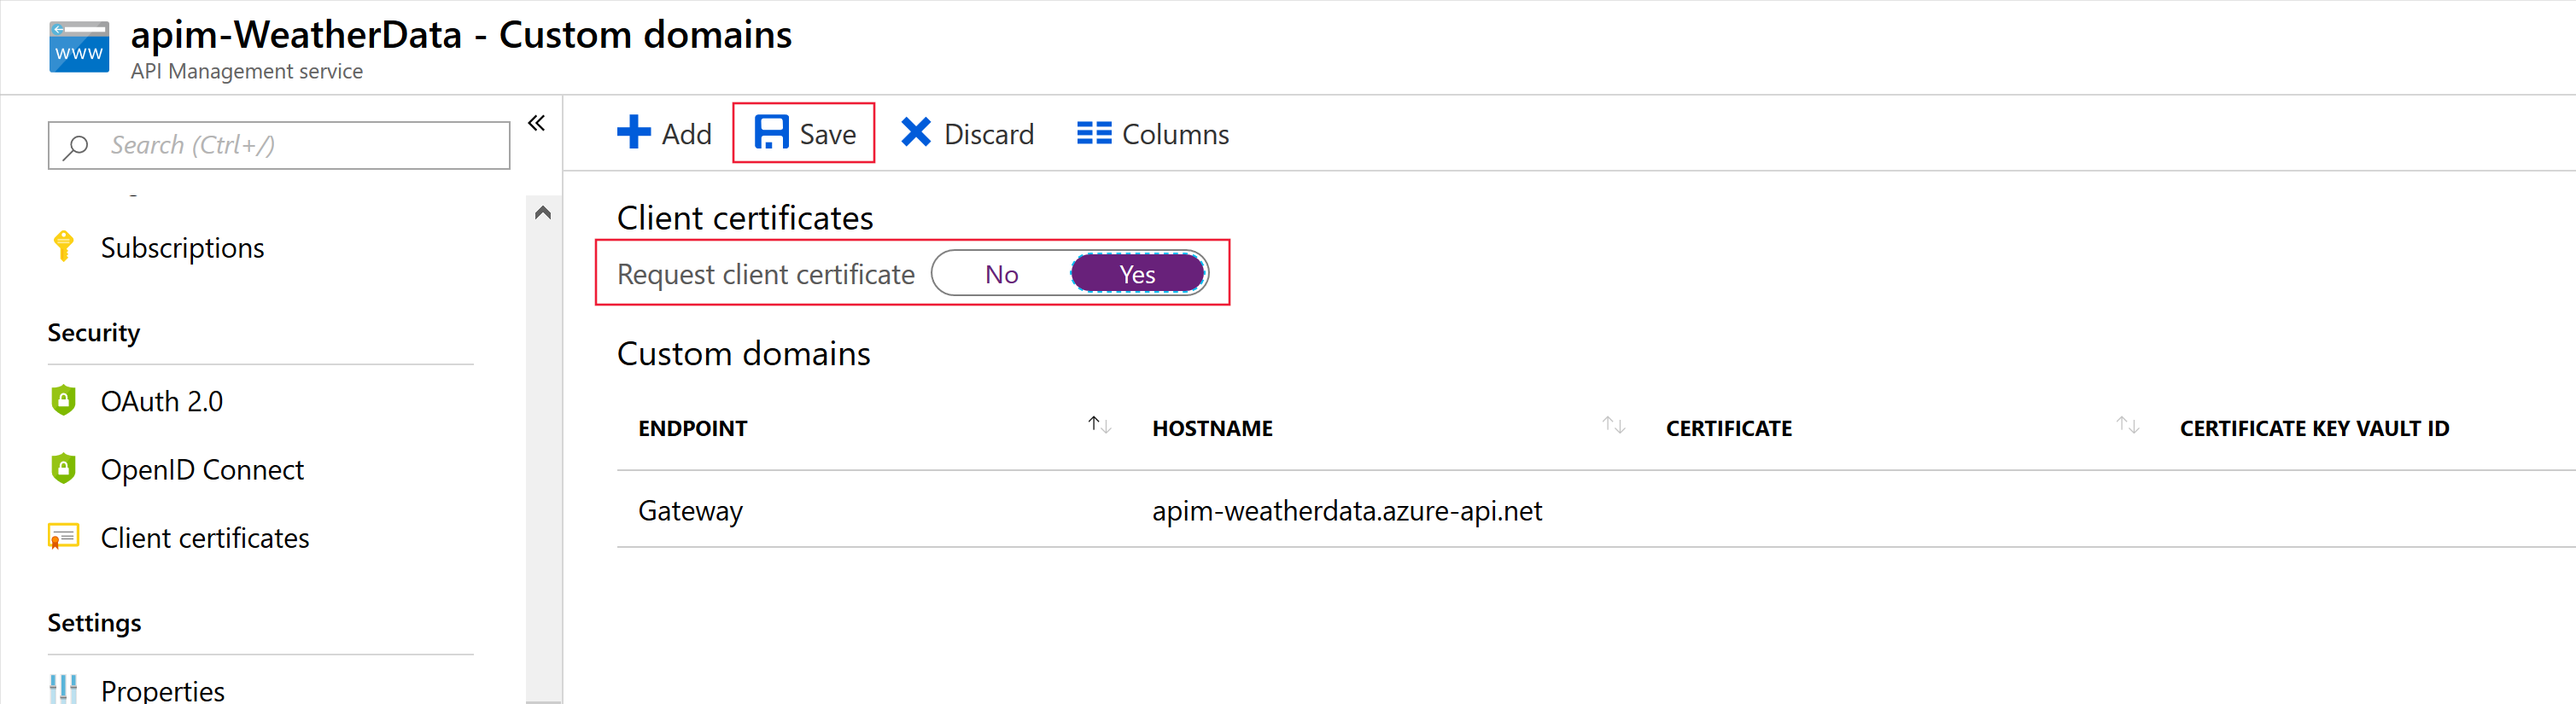 apim-WeatherData - Custom domains
WWW
API Management service
Search (Ctrl+/)
Subscriptions
Security
OAuth 2.0
OpenID Connect
Client certificates
Settings
Properties
Add Save Discard Columns
Client certificates
Request client certificate No Yes
Custom domains
ENDPOINT HOSTNAME CERTIFICATE CERTIFICATE KEY VAULT ID
Gateway apim-weatherdata.azure-api.net